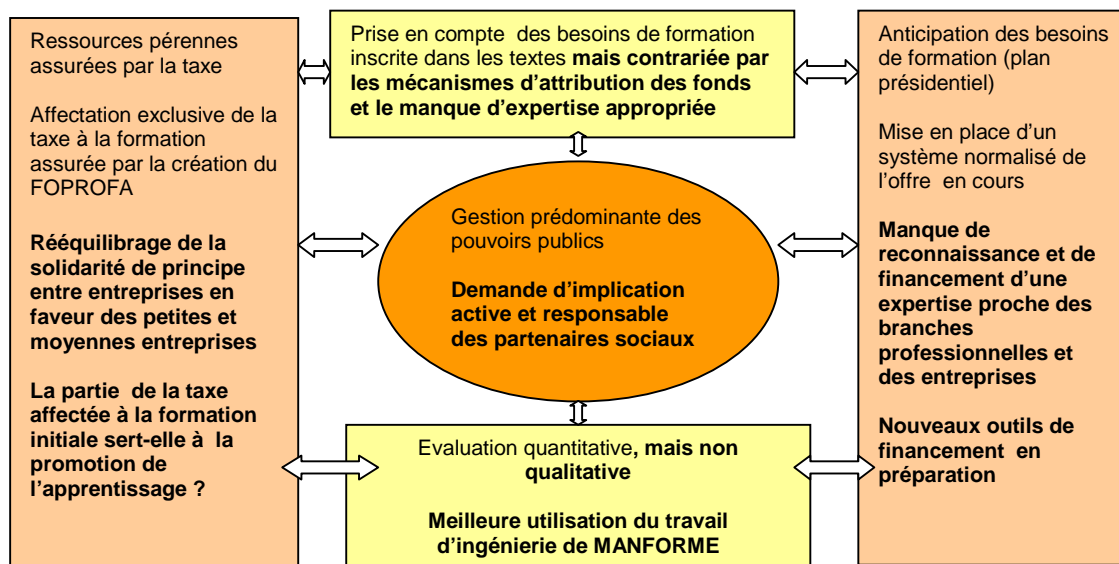 Ressources pérennes
assurées par la taxe
Affectation exclusive de la
taxe à la formation
assurée par la création du
FOPROFA
Rééquilibrage de la
solidarité de principe
entre entreprises en
faveur des petites et
moyennes entreprises
La partie de la taxe
affectée à la formation
initiale sert-elle à la
promotion de
l'apprentissage ?
Prise en compte des besoins de formation
inscrite dans les textes mais contrariée par
les mécanismes d'attribution des fonds
et le manque d'expertise appropriée
Gestion prédominante des
pouvoirs publics
Demande d'implication
active et responsable
des partenaires sociaux
Evaluation quantitative, mais non
qualitative
Meilleure utilisation du travail
d'ingénierie de MANFORME
Anticipation des besoins
de formation (plan
présidentiel)
Mise en place d'un
système normalisé de
l'offre en cours
Manque de
reconnaissance et de
financement d'une
expertise proche des
branches
professionnelles et
des entreprises
Nouveaux outils de
financement en
préparation